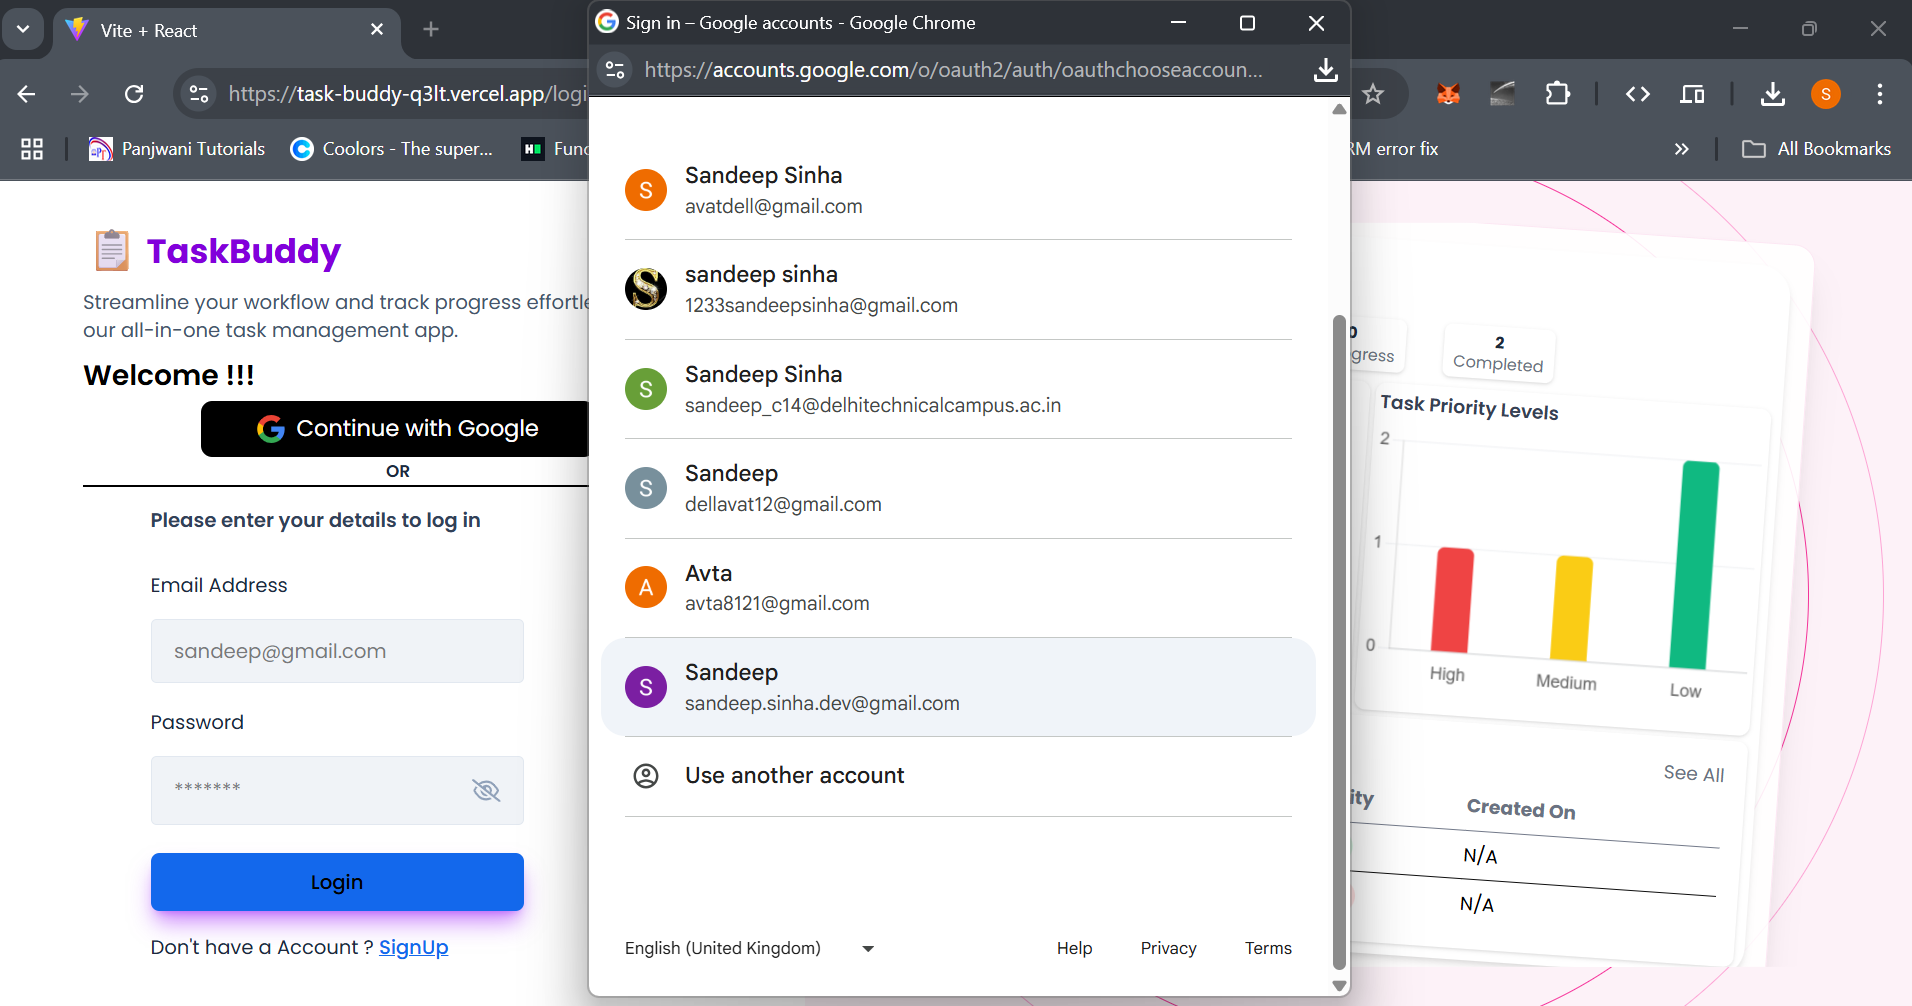 Vite + React
Sign in – Google accounts - Google Chrome
https://task-buddy-q3lt.vercel.app/logi
https://accounts.google.com/o/oauth2/auth/oauthchooseaccoun...
S
Panjwani Tutorials
Coolors - The super...
Func
RM error fix
All Bookmarks
TaskBuddy
Streamline your workflow and track progress effortle
our all-in-one task management app.
Welcome !!!
Continue with Google
OR
Please enter your details to log in
Email Address
sandeep@gmail.com
Password
*******
Login
Don't have a Account ? SignUp
S
Sandeep Sinha
avatdell@gmail.com
S
sandeep sinha
1233sandeepsinha@gmail.com
S
Sandeep Sinha
sandeep_c14@delhitechnicalcampus.ac.in
S
Sandeep
dellavat12@gmail.com
A
Avta
avta8121@gmail.com
S
Sandeep
sandeep.sinha.dev@gmail.com
Use another account
English (United Kingdom)
Help
Privacy
Terms
gress
2
Completed
Task Priority Levels
2
1
0
High
Medium
Low
See All
ity
Created On
N/A
N/A